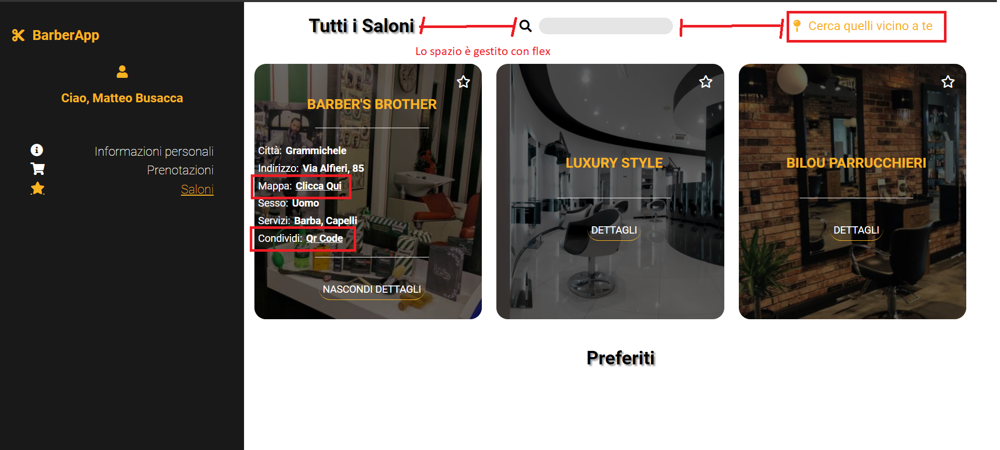 BarberApp
Ciao, Matteo Busacca
Informazioni personali
Prenotazioni
Saloni
Tutti i Saloni
Cerca quelli vicino a te
Lo spazio è gestito con flex
BARBER'S BROTHER
Città: Grammichele
Indirizzo: Via Alfieri, 85
Mappa: Clicca Qui
Sesso: Uomo
Servizi: Barba, Capelli
Condividi: Qr Code
NASCONDI DETTAGLI
LUXURY STYLE
DETTAGLI
BILOU PARRUCCHIERI
DETTAGLI
Preferiti